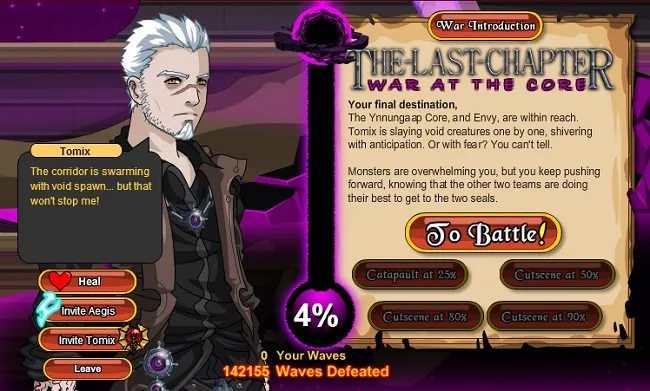 War Introduction
THE-LAST-CHAPTER
WAR AT THE CORE
Your final destination,
The Ynnungaap Core, and Envy, are within reach.
Tomix is slaying void creatures one by one, shivering
with anticipation. Or with fear? You can't tell.
Monsters are overwhelming you, but you keep pushing
forward, knowing that the other two teams are doing
their best to get to the two seals.
To Battle!
Catapault at 25%
Cutscene at 50%
Cutscene at 80%
Cutscene at 90%
Tomix
The corridor is swarming
with void spawn... but that
won't stop me!
Heal
Invite Aegis
Invite Tomix
Leave
4%
0 Your Waves
142155 Waves Defeated